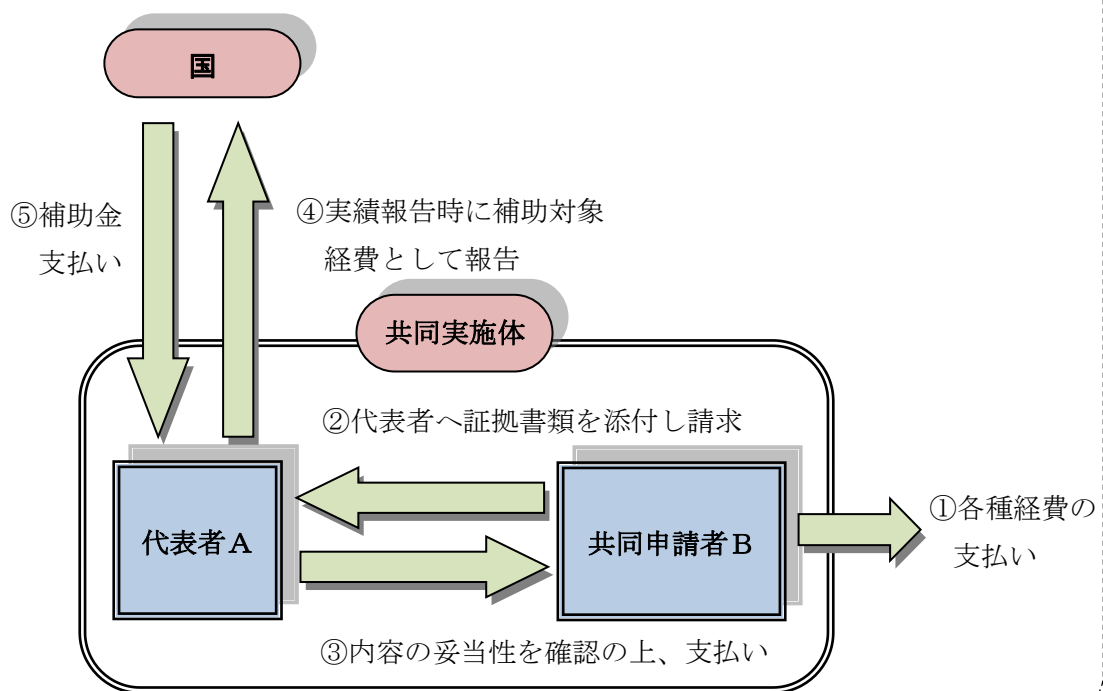 国
⑤補助金
支払い
④実績報告時に補助対象
経費として報告
共同実施体
②代表者へ証拠書類を添付し請求
代表者A
共同申請者B
①各種経費の
支払い
③内容の妥当性を確認の上、支払い